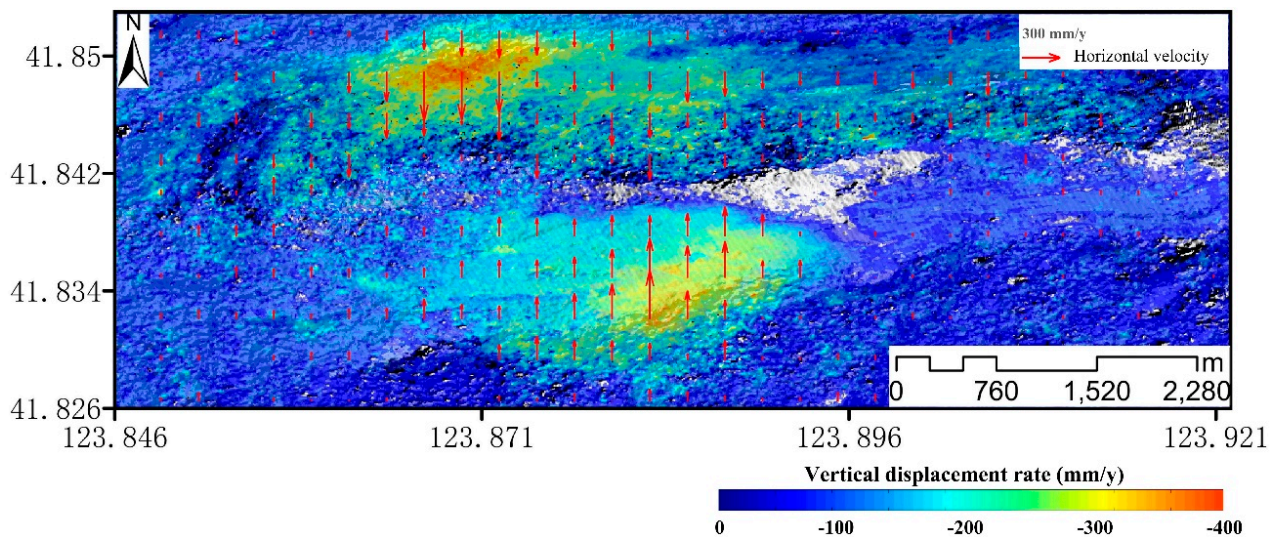 N
300 mm/y
Horizontal velocity
41.85
41.842
41.834
41.826
m
0 760 1,520 2,280
123.846 123.871 123.896 123.921
Vertical displacement rate (mm/y)
0 -100 -200 -300 -400